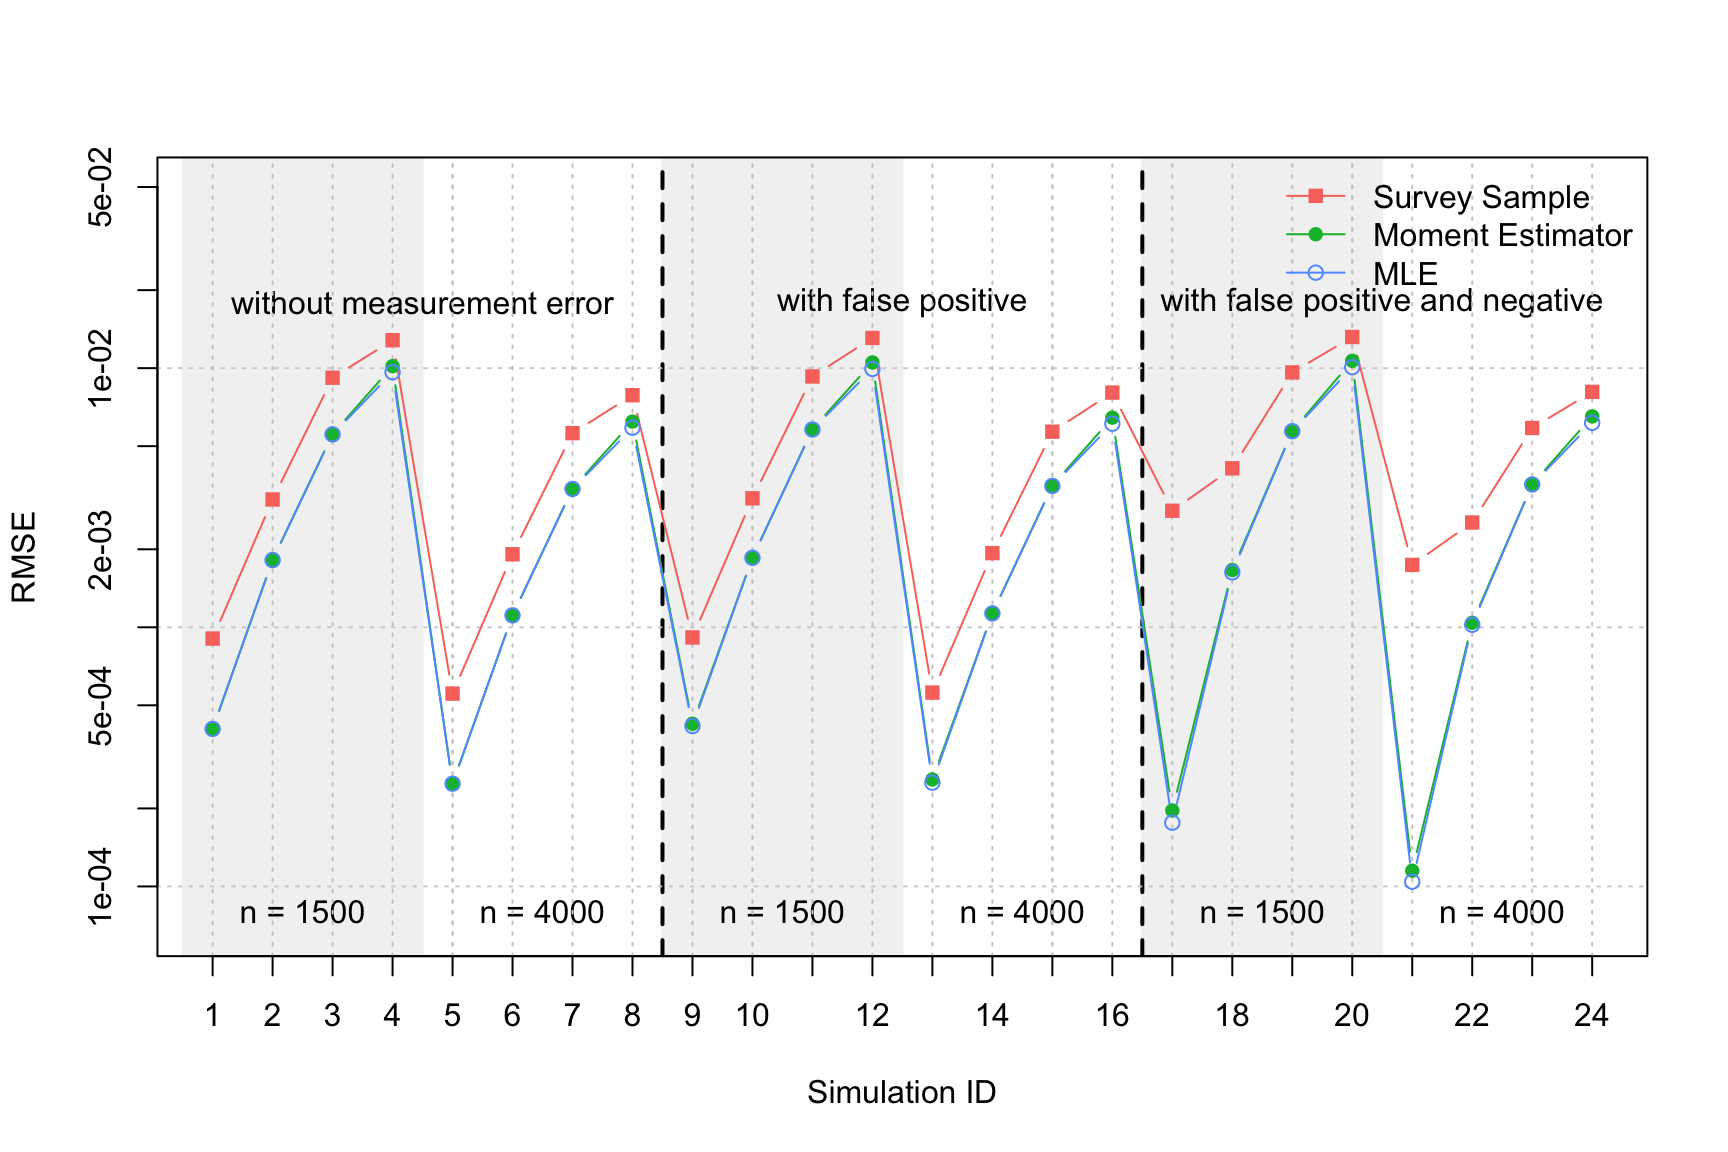 Survey Sample
Moment Estimator
MLE
without measurement error
with false positive
with false positive and negative
RMSE
5e-02
1e-02
2e-03
5e-04
1e-04
n = 1500
n = 4000
n = 1500
n = 4000
n = 1500
n = 4000
1 2 3 4 5 6 7 8 9 10 12 14 16 18 20 22 24
Simulation ID